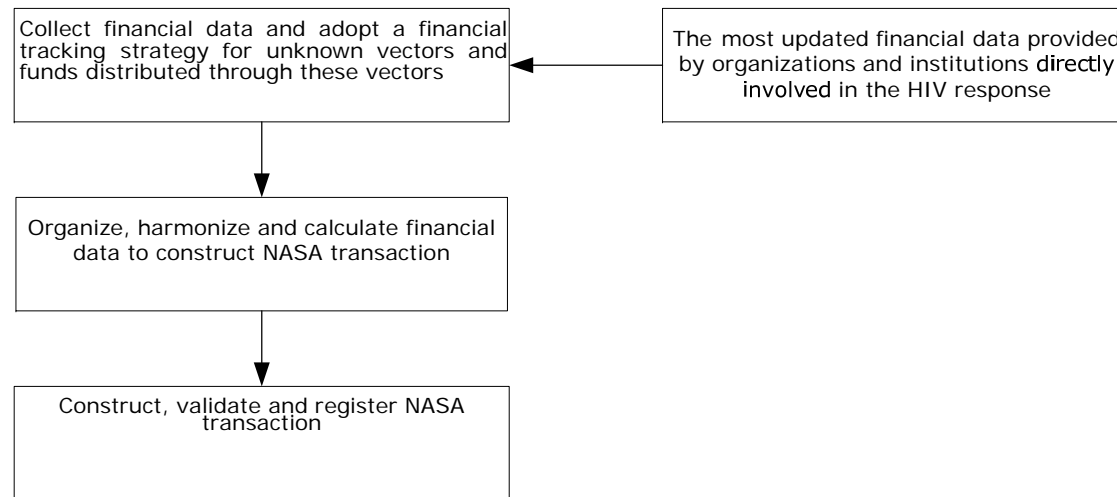 Collect financial data and adopt a financial
tracking strategy for unknown vectors and
funds distributed through these vectors
The most updated financial data provided
by organizations and institutions directly
involved in the HIV response
Organize, harmonize and calculate financial
data to construct NASA transaction
Construct, validate and register NASA
transaction